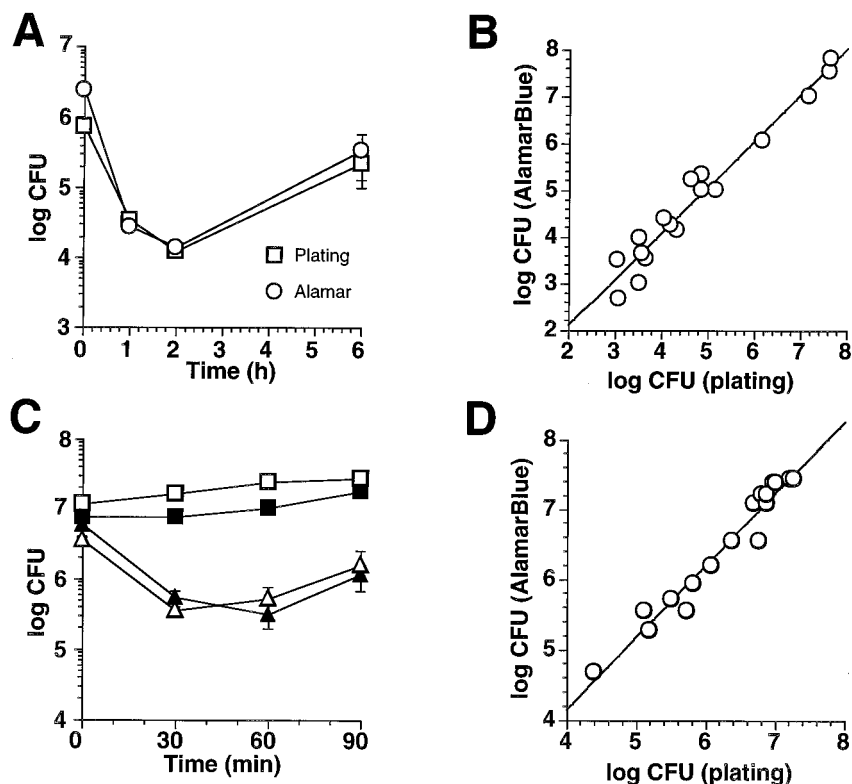 A
7
6
5
4
3
log CFU
Plating
Alamar
0 1 2 3 4 5 6
Time (h)
B
8
7
6
5
4
3
2
log CFU (AlamarBlue)
2 3 4 5 6 7 8
log CFU (plating)
C
8
7
6
5
4
log CFU
0 30 60 90
Time (min)
D
8
7
6
5
4
log CFU (AlamarBlue)
4 5 6 7 8
log CFU (plating)